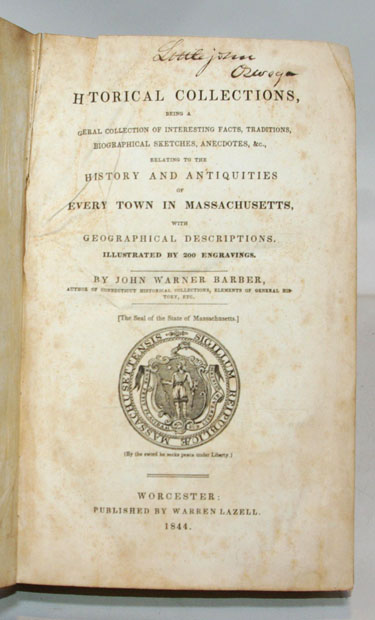 Littlejohn
Oswego
HTORICAL COLLECTIONS,
BEING A
GERAL COLLECTION OF INTERESTING FACTS, TRADITIONS,
BIOGRAPHICAL SKETCHES, ANECDOTES, &c.,
RELATING TO THE
HISTORY AND ANTIQUITIES
OF
EVERY TOWN IN MASSACHUSETTS,
WITH
GEOGRAPHICAL DESCRIPTIONS.
ILLUSTRATED BY 200 ENGRAVINGS.
BY JOHN WARNER BARBER,
AUTHOR OF CONNECTICUT HISTORICAL COLLECTIONS, ELEMENTS OF GENERAL HIS-
TORY, ETC.
[The Seal of the State of Massachusetts.]
SIGILLUM REIPUBLICÆ MASSACHUSETTENSIS
(By the sword he make peace under Liberty.)
WORCESTER:
PUBLISHED BY WARREN LAZELL.
1844.